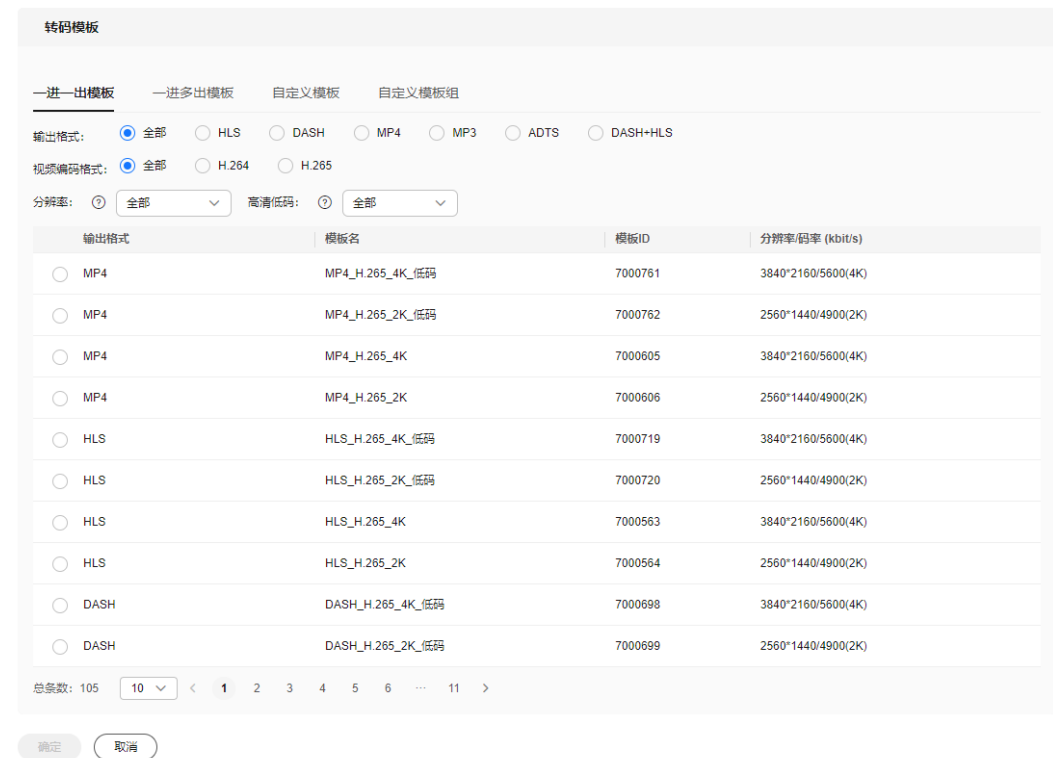 转码模板
一进一出模板 一进多出模板 自定义模板 自定义模板组
输出格式: 全部 HLS DASH MP4 MP3 ADTS DASH+HLS
视频编码格式: 全部 H.264 H.265
分辨率: ? 全部 高清低码: ? 全部
输出格式 模板名 模板ID 分辨率/码率 (kbit/s)
MP4 MP4_H.265_4K_低码 7000761 3840*2160/5600(4K)
MP4 MP4_H.265_2K_低码 7000762 2560*1440/4900(2K)
MP4 MP4_H.265_4K 7000605 3840*2160/5600(4K)
MP4 MP4_H.265_2K 7000606 2560*1440/4900(2K)
HLS HLS_H.265_4K_低码 7000719 3840*2160/5600(4K)
HLS HLS_H.265_2K_低码 7000720 2560*1440/4900(2K)
HLS HLS_H.265_4K 7000563 3840*2160/5600(4K)
HLS HLS_H.265_2K 7000564 2560*1440/4900(2K)
DASH DASH_H.265_4K_低码 7000698 3840*2160/5600(4K)
DASH DASH_H.265_2K_低码 7000699 2560*1440/4900(2K)
总条数: 105 10 < 1 2 3 4 5 6 ... 11 >
确定 取消